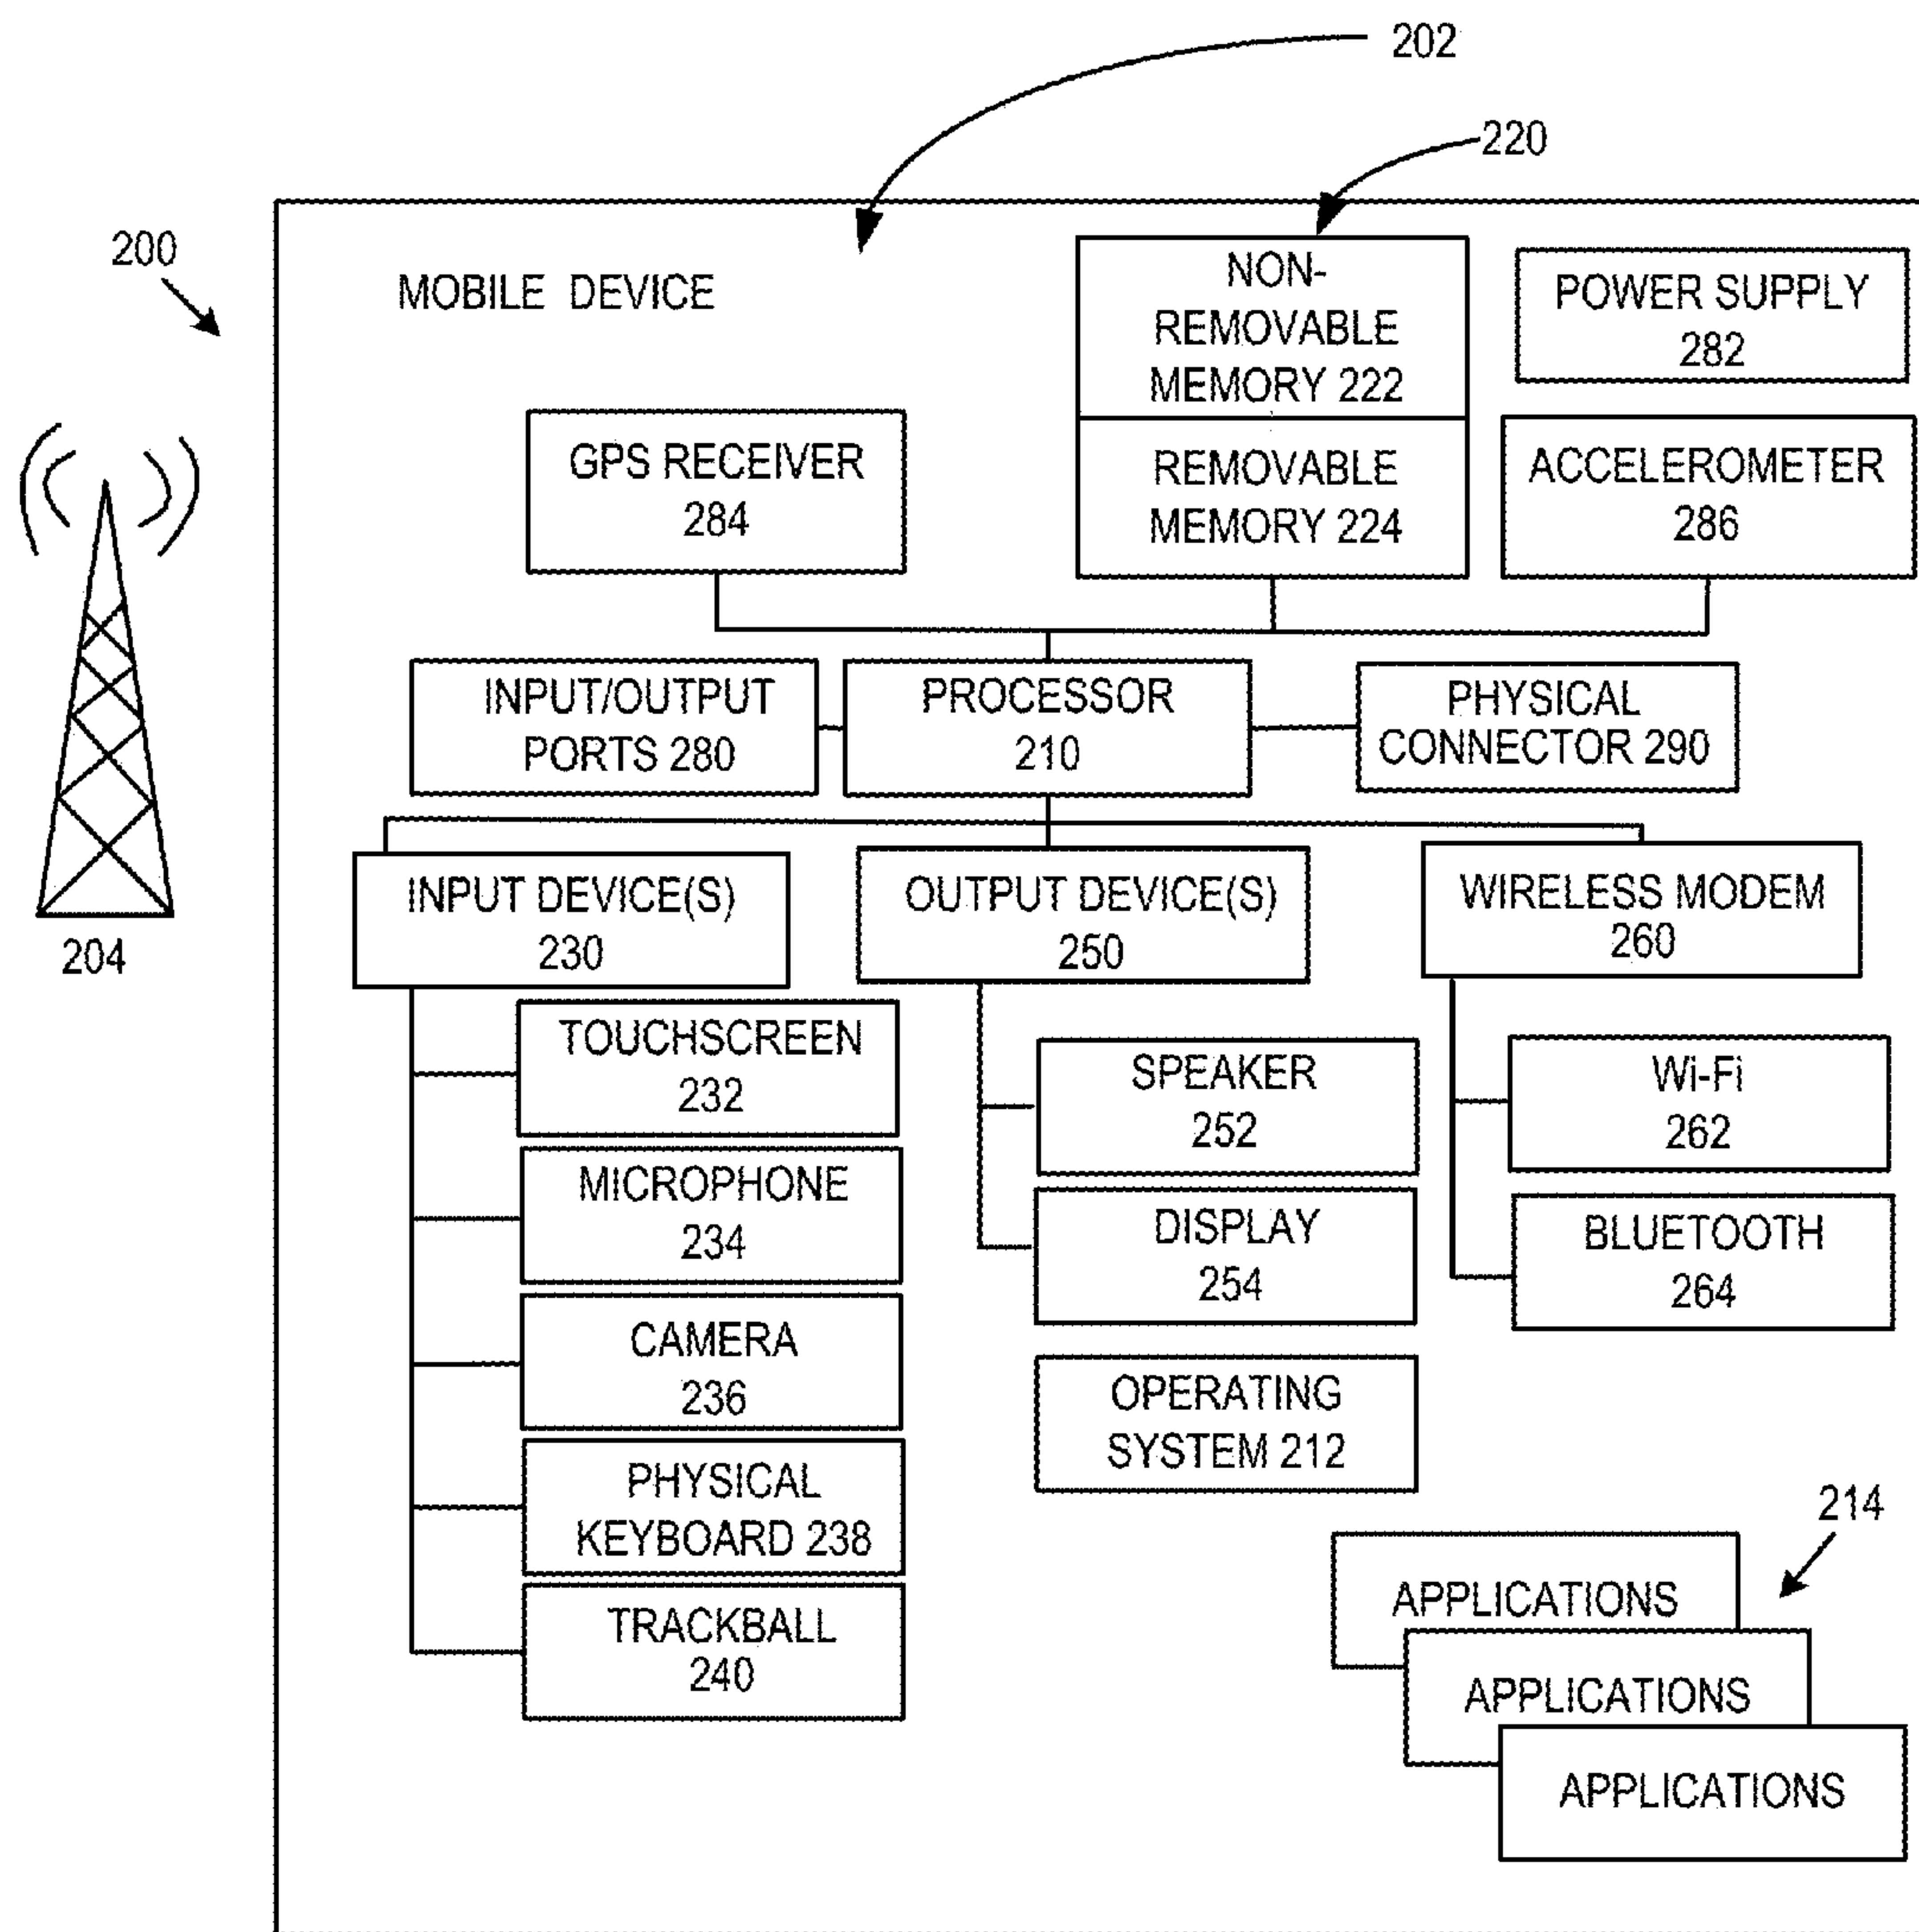 202
220
200
MOBILE DEVICE
NON-
REMOVABLE
MEMORY 222
POWER SUPPLY
282
GPS RECEIVER
284
REMOVABLE
MEMORY 224
ACCELEROMETER
286
INPUT/OUTPUT
PORTS 280
PROCESSOR
210
PHYSICAL
CONNECTOR 290
INPUT DEVICE(S)
230
OUTPUT DEVICE(S)
250
WIRELESS MODEM
260
204
TOUCHSCREEN
232
MICROPHONE
234
CAMERA
236
PHYSICAL
KEYBOARD 238
TRACKBALL
240
SPEAKER
252
DISPLAY
254
OPERATING
SYSTEM 212
Wi-Fi
262
BLUETOOTH
264
214
APPLICATIONS
APPLICATIONS
APPLICATIONS